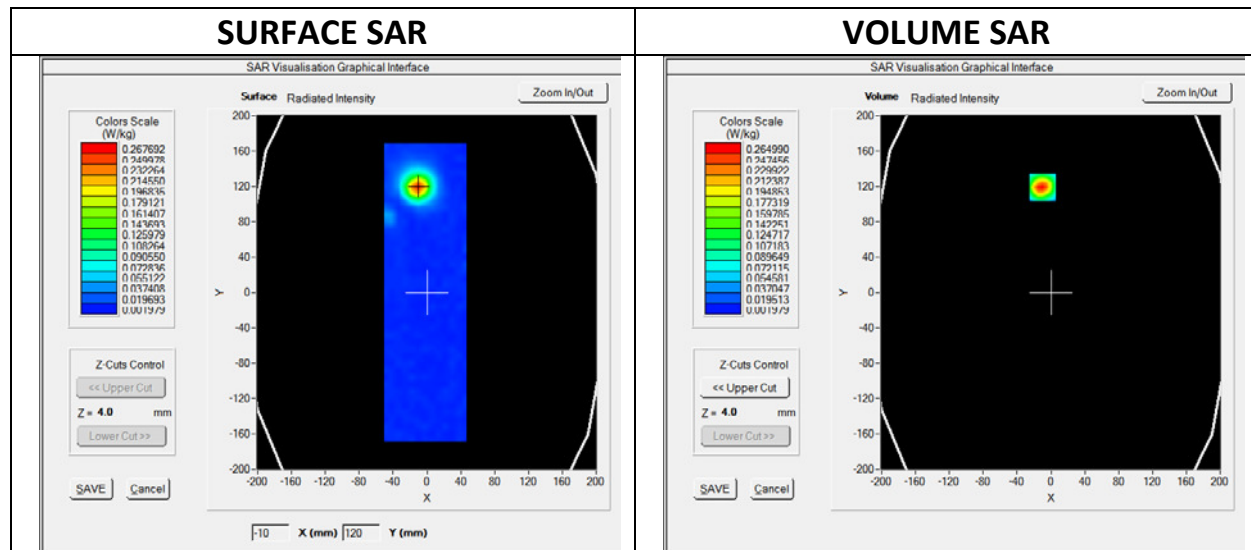 SURFACE SAR
SAR Visualisation Graphical Interface
Surface Radiated Intensity
Zoom In/Out
Colors Scale
(W/kg)
0.267692
0.249978
0.232264
0.214550
0.196835
0.179121
0.161407
0.143693
0.125979
0.108264
0.090550
0.072836
0.055122
0.037408
0.019693
0.001979
200
160
120
80
40
0
-40
-80
-120
-160
-200
Y
-200 -160 -120 -80 -40 0 40 80 120 160 200
X
Z-Cuts Control
<< Upper Cut
Z = 4.0 mm
Lower Cut >>
SAVE Cancel
-10 X (mm) 120 Y (mm)
VOLUME SAR
SAR Visualisation Graphical Interface
Volume Radiated Intensity
Zoom In/Out
Colors Scale
(W/kg)
0.264990
0.247456
0.229922
0.212387
0.194853
0.177319
0.159785
0.142251
0.124717
0.107183
0.089649
0.072115
0.054581
0.037047
0.019513
0.001979
200
160
120
80
40
0
-40
-80
-120
-160
-200
Y
-200 -160 -120 -80 -40 0 40 80 120 160 200
X
Z-Cuts Control
<< Upper Cut
Z = 4.0 mm
Lower Cut >>
SAVE Cancel